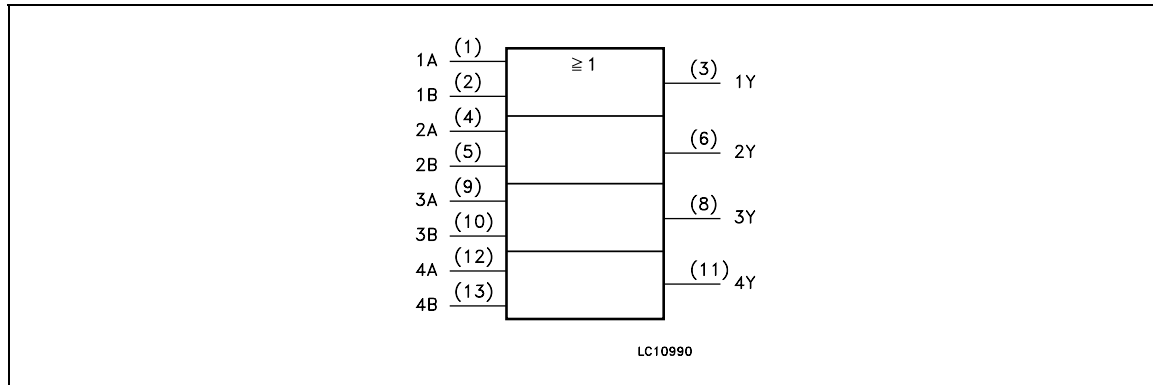 1A (1) ≧ 1 (3) 1Y
1B (2)
2A (4) (6) 2Y
2B (5)
3A (9) (8) 3Y
3B (10)
4A (12) (11) 4Y
4B (13)
LC10990